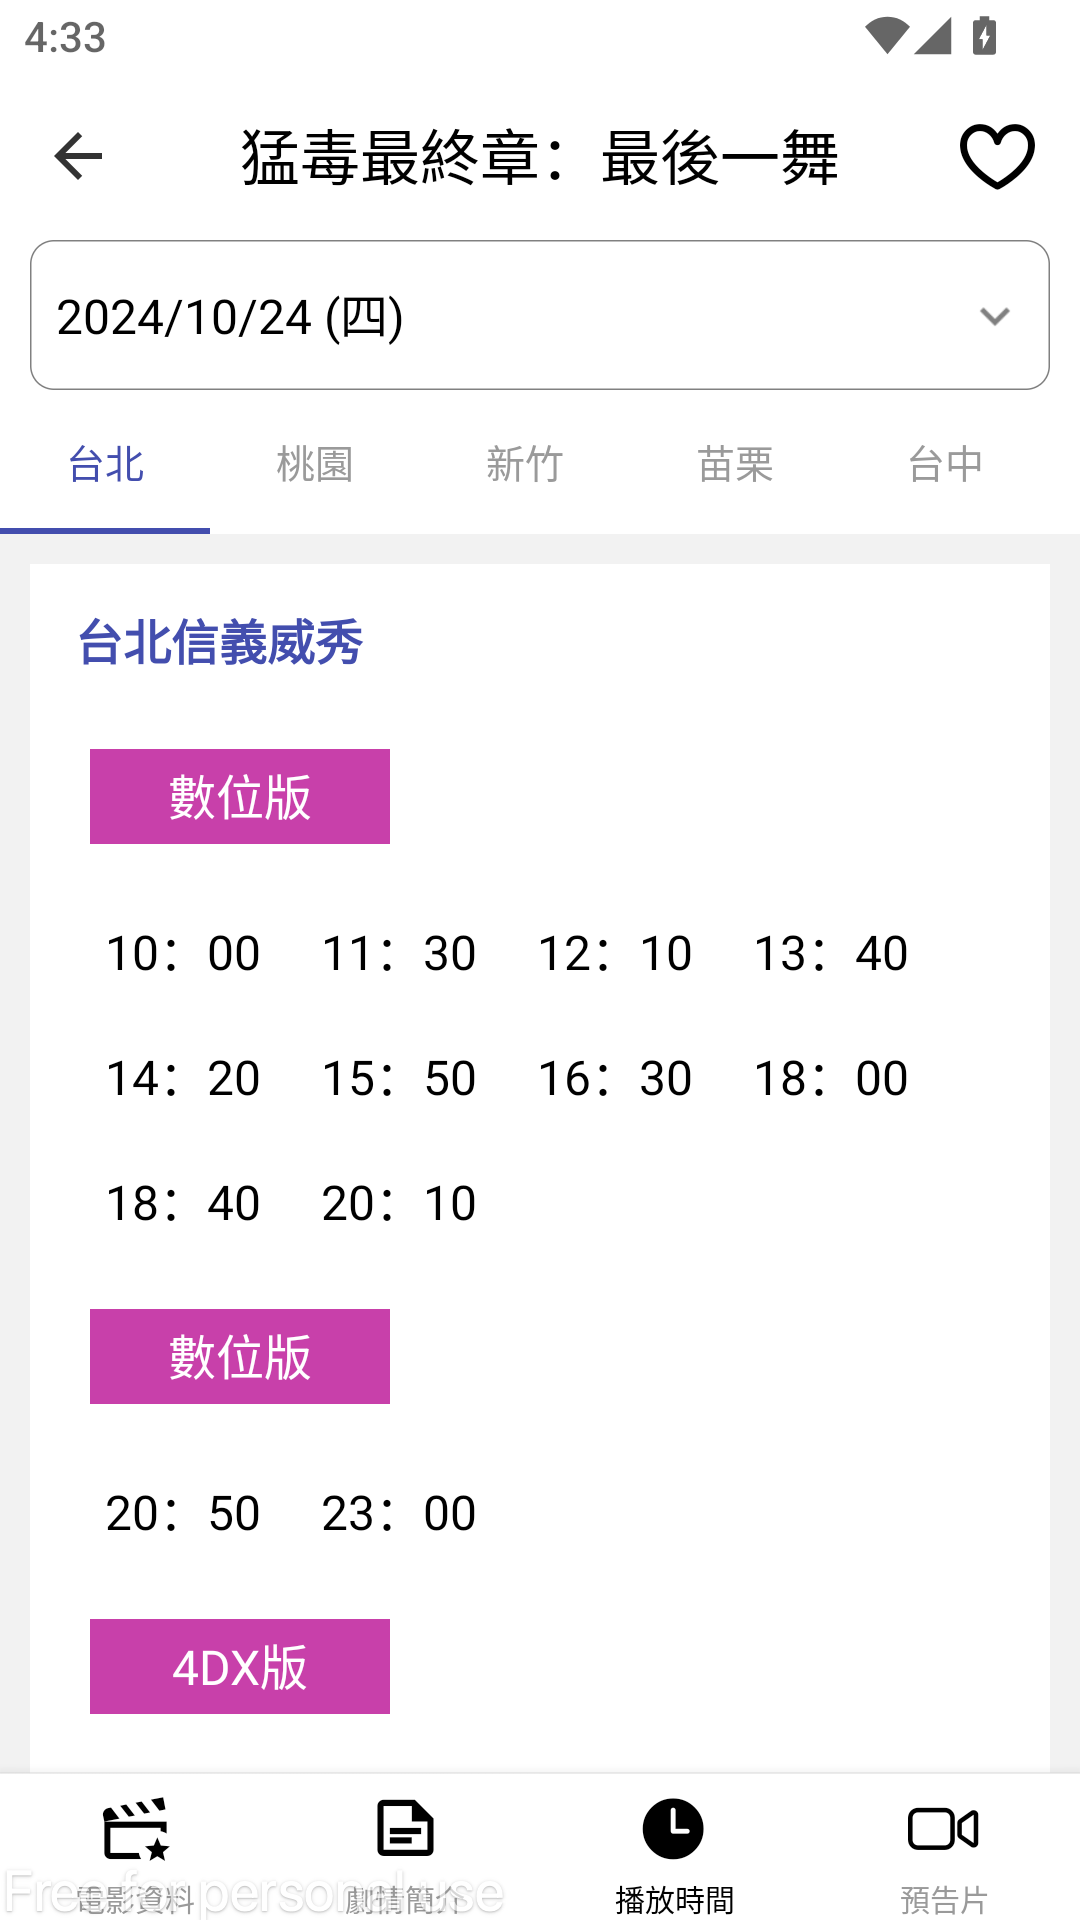 4:33
猛毒最終章：最後一舞
2024/10/24 (四)
台北 桃園 新竹 苗栗 台中
台北信義威秀
數位版
10：00 11：30 12：10 13：40
14：20 15：50 16：30 18：00
18：40 20：10
數位版
20：50 23：00
4DX版
電影資料 劇情簡介 播放時間 預告片
Free for personal use